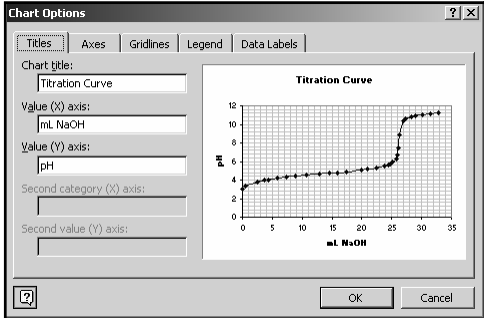 Chart Options
? X
Titles Axes Gridlines Legend Data Labels
Chart title:
Titration Curve
Value (X) axis:
mL NaOH
Value (Y) axis:
pH
Second category (X) axis:
Second value (Y) axis:
Titration Curve
12
10
8
6
4
2
0
pH
0 5 10 15 20 25 30 35
mL NaOH
?
OK Cancel